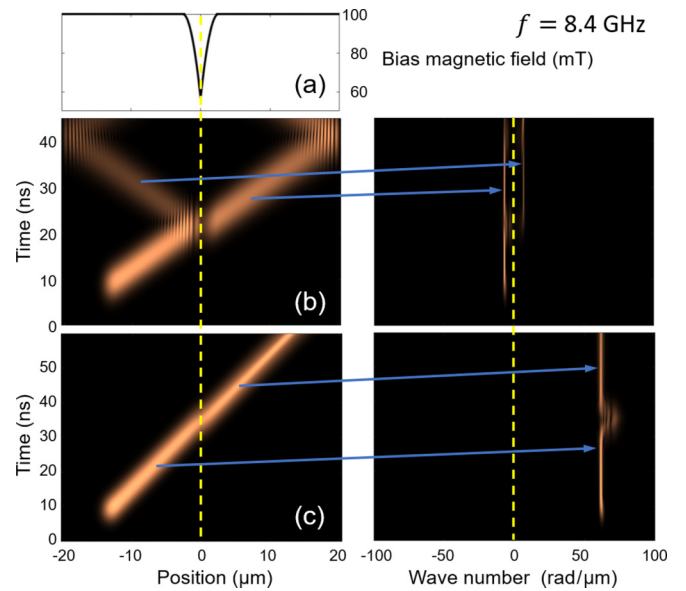 100
f = 8.4 GHz
80
Bias magnetic field (mT)
(a)
60
Time (ns)
40
30
20
10
0
(b)
Time (ns)
50
40
30
20
10
0
(c)
-20 -10 0 10 20
-100 -50 0 50 100
Position (μm)
Wave number (rad/μm)